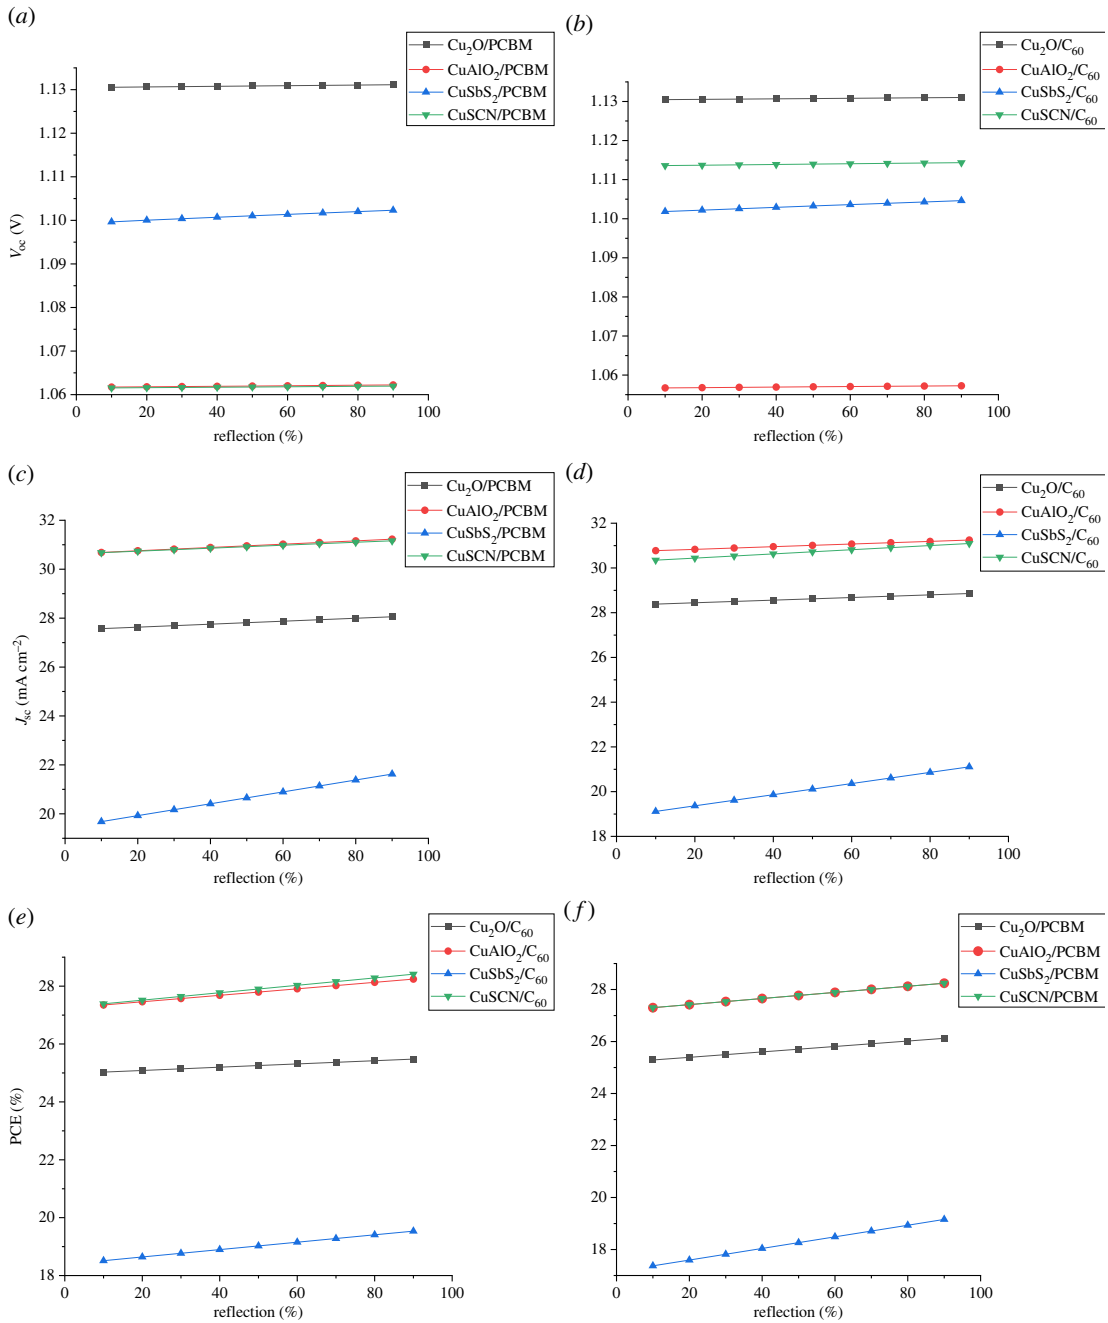 (a)
Cu2O/PCBM
CuAlO2/PCBM
CuSbS2/PCBM
CuSCN/PCBM
1.13
1.12
1.11
1.10
1.09
1.08
1.07
1.06
Voc (V)
0 20 40 60 80 100
reflection (%)
(b)
Cu2O/C60
CuAlO2/C60
CuSbS2/C60
CuSCN/C60
1.13
1.12
1.11
1.10
1.09
1.08
1.07
1.06
1.05
0 20 40 60 80 100
reflection (%)
(c)
Cu2O/PCBM
CuAlO2/PCBM
CuSbS2/PCBM
CuSCN/PCBM
32
30
28
26
24
22
20
Jsc (mA cm−2)
0 20 40 60 80 100
reflection (%)
(d)
Cu2O/C60
CuAlO2/C60
CuSbS2/C60
CuSCN/C60
32
30
28
26
24
22
20
18
0 20 40 60 80 100
reflection (%)
(e)
Cu2O/C60
CuAlO2/C60
CuSbS2/C60
CuSCN/C60
28
26
24
22
20
18
PCE (%)
0 20 40 60 80 100
reflection (%)
(f)
Cu2O/PCBM
CuAlO2/PCBM
CuSbS2/PCBM
CuSCN/PCBM
28
26
24
22
20
18
0 20 40 60 80 100
reflection (%)